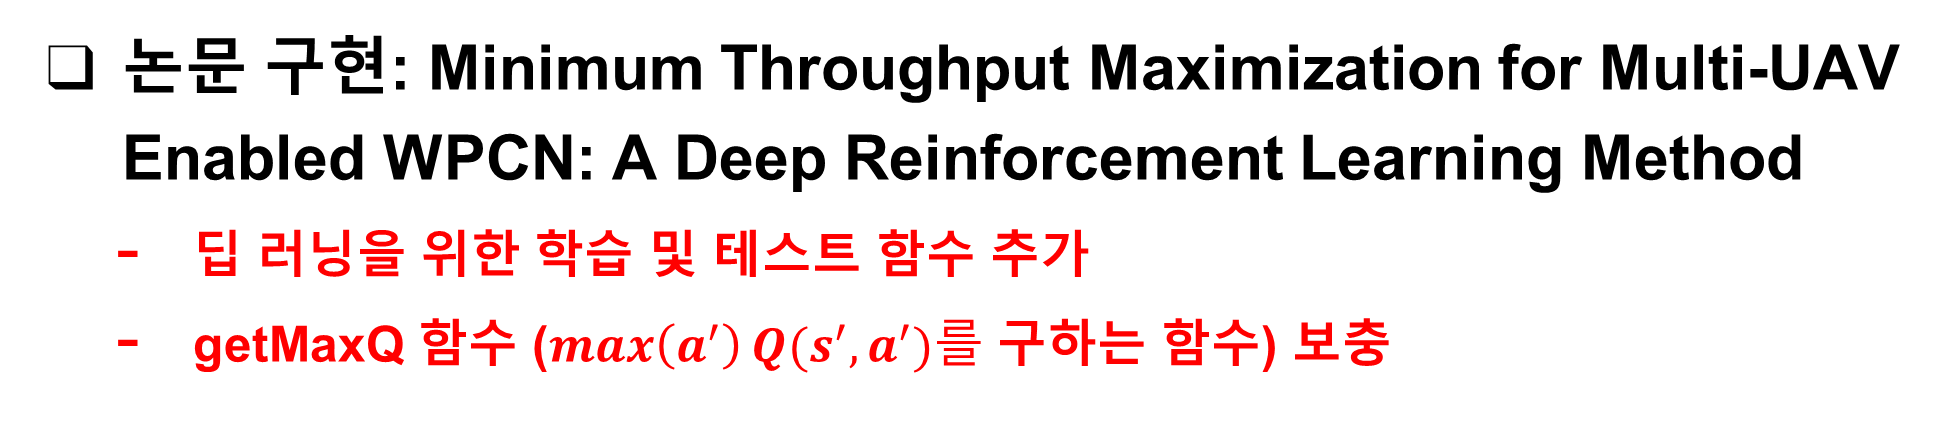 ❑ 논문 구현: Minimum Throughput Maximization for Multi-UAV
Enabled WPCN: A Deep Reinforcement Learning Method
- 딥 러닝을 위한 학습 및 테스트 함수 추가
- getMaxQ 함수 (max(a′) Q(s′, a′)를 구하는 함수) 보충